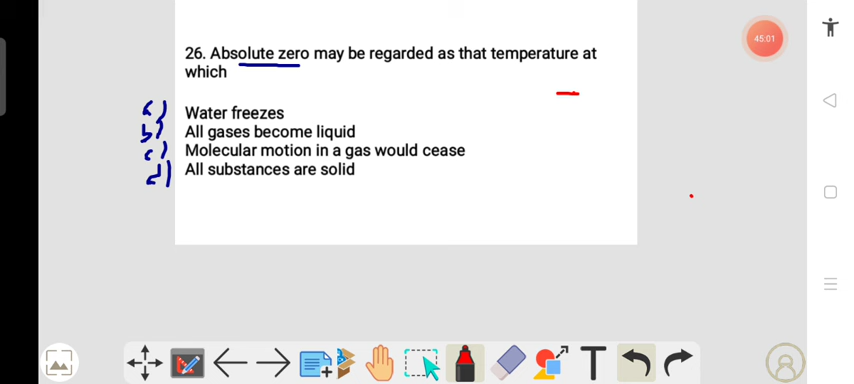 45:01
26. Absolute zero may be regarded as that temperature at
which
a) Water freezes
b) All gases become liquid
c) Molecular motion in a gas would cease
d) All substances are solid
T